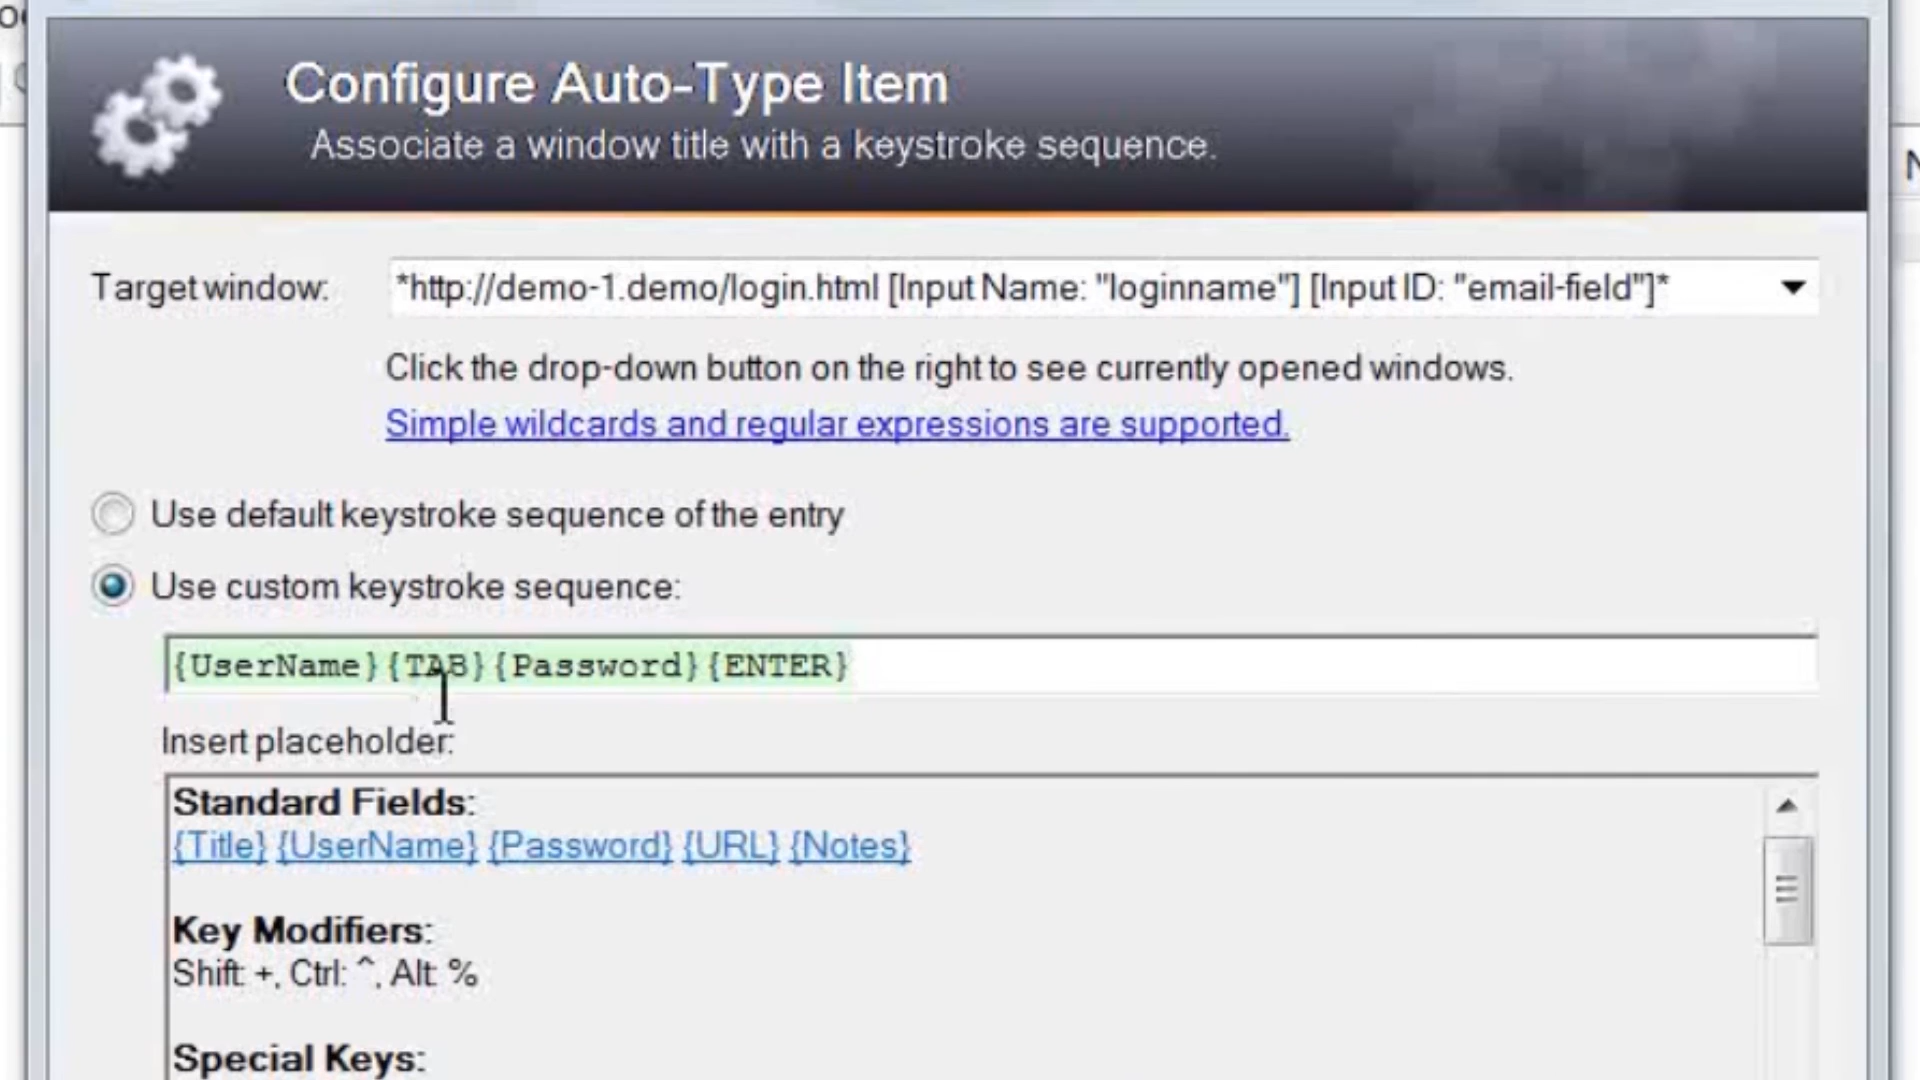 Configure Auto-Type Item
Associate a window title with a keystroke sequence.
Target window: *http://demo-1.demo/login.html [Input Name: "loginname"] [Input ID: "email-field"]*
Click the drop-down button on the right to see currently opened windows.
Simple wildcards and regular expressions are supported.
Use default keystroke sequence of the entry
Use custom keystroke sequence:
{UserName}{TAB}{Password}{ENTER}
Insert placeholder:
Standard Fields:
{Title} {UserName} {Password} {URL} {Notes}
Key Modifiers:
Shift: +, Ctrl: ^, Alt: %
Special Keys: